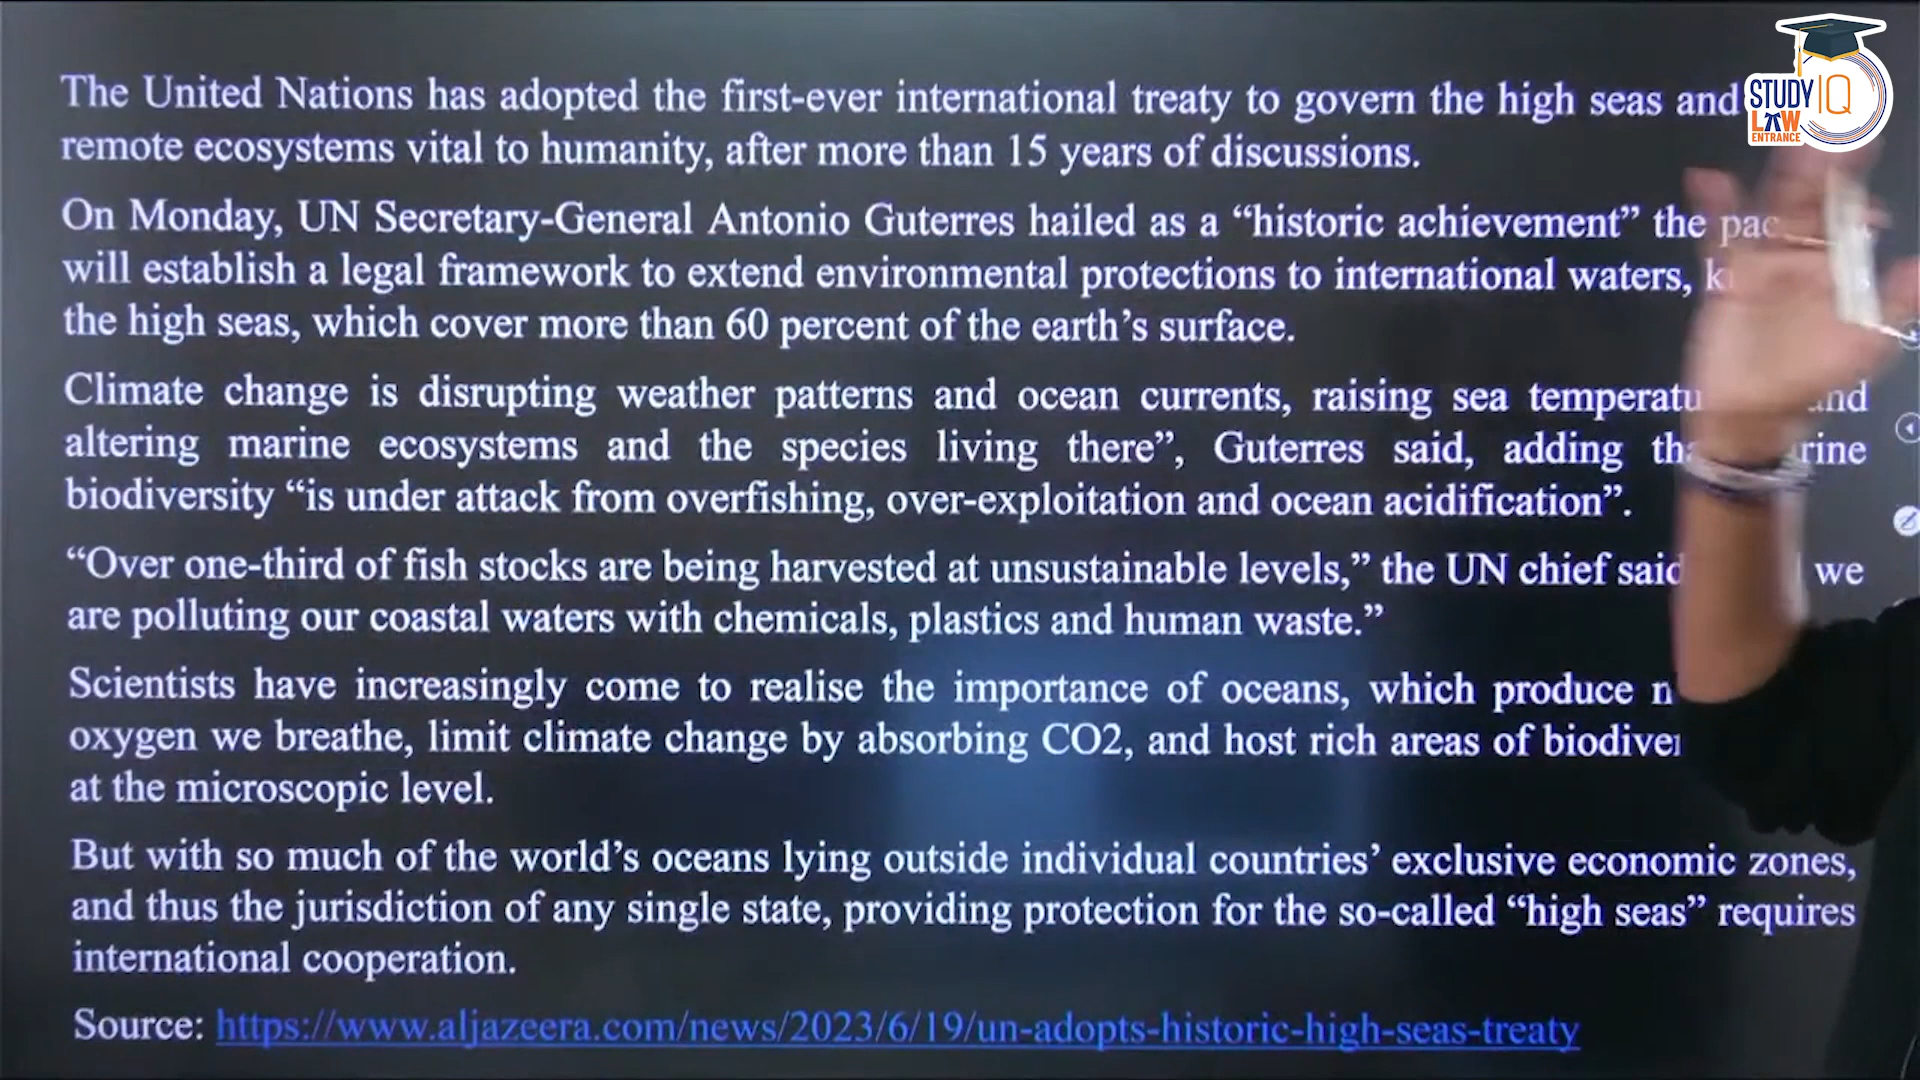 The United Nations has adopted the first-ever international treaty to govern the high seas and
remote ecosystems vital to humanity, after more than 15 years of discussions.
On Monday, UN Secretary-General Antonio Guterres hailed as a “historic achievement” the
will establish a legal framework to extend environmental protections to international waters,
the high seas, which cover more than 60 percent of the earth’s surface.
Climate change is disrupting weather patterns and ocean currents, raising sea
altering marine ecosystems and the species living there”, Guterres said, adding
biodiversity “is under attack from overfishing, over-exploitation and ocean acidification”.
“Over one-third of fish stocks are being harvested at unsustainable levels,” the UN chief said we
are polluting our coastal waters with chemicals, plastics and human waste.”
Scientists have increasingly come to realise the importance of oceans, which produce
oxygen we breathe, limit climate change by absorbing CO2, and host rich areas of
at the microscopic level.
But with so much of the world’s oceans lying outside individual countries’ exclusive economic zones,
and thus the jurisdiction of any single state, providing protection for the so-called “high seas” requires
international cooperation.
Source: https://www.aljazeera.com/news/2023/6/19/un-adopts-historic-high-seas-treaty
STUDY IQ
LAW
ENTRANCE